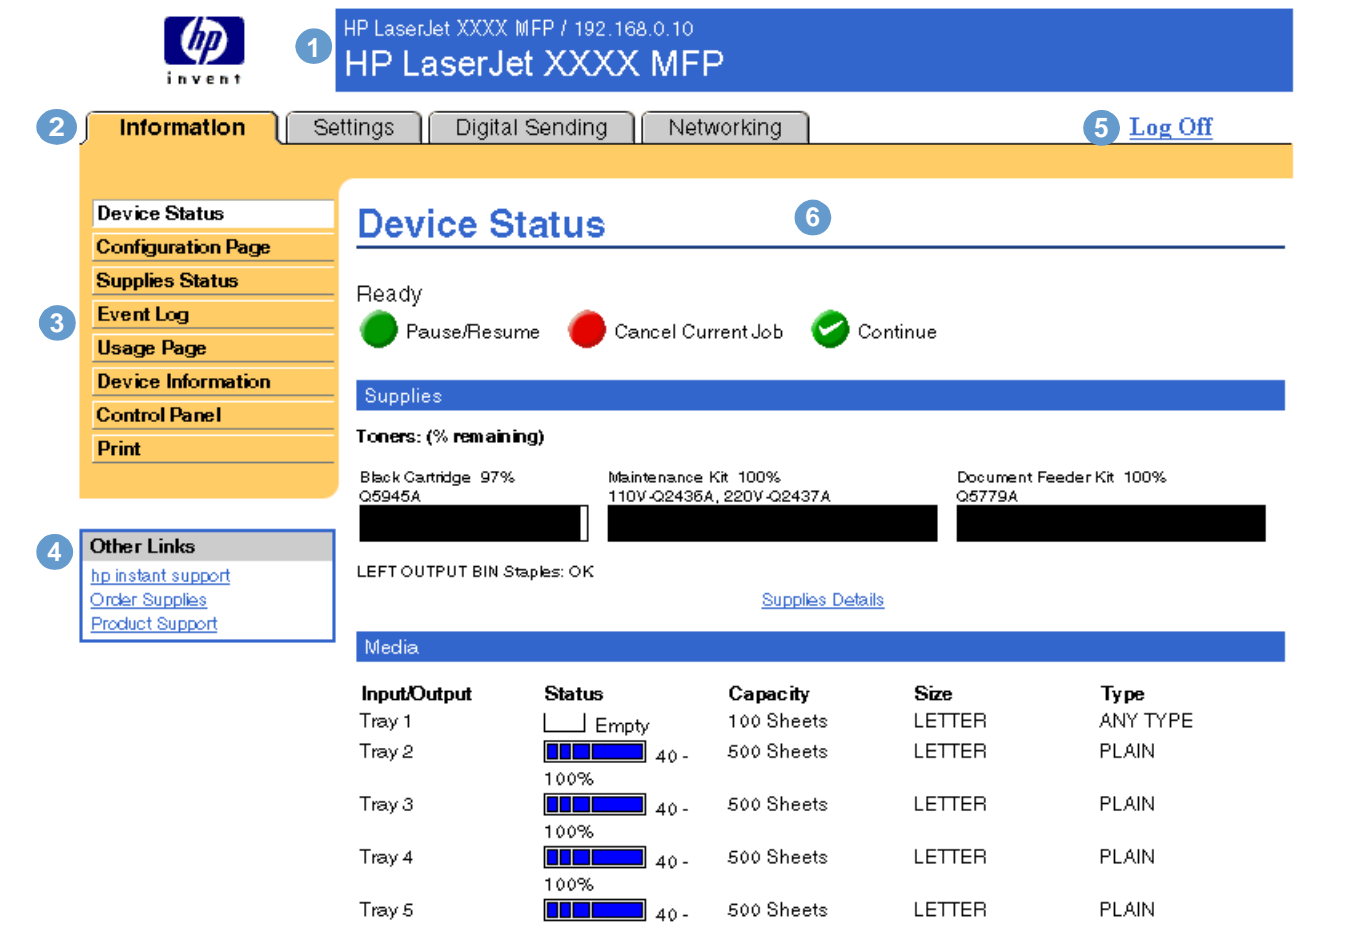 hp
invent
1
HP LaserJet XXXX MFP / 192.168.0.10
HP LaserJet XXXX MFP
2
Information
Settings
Digital Sending
Networking
5
Log Off
Device Status
Configuration Page
Supplies Status
3
Event Log
Usage Page
Device Information
Control Panel
Print
4
Other Links
hp instant support
Order Supplies
Product Support
Device Status
6
Ready
Pause/Resume
Cancel Current Job
Continue
Supplies
Toners: (% remaining)
Black Cartridge 97%
Q5945A
Maintenance Kit 100%
110V-Q2436A, 220V-Q2437A
Document Feeder Kit 100%
Q5779A
LEFT OUTPUT BIN Staples: OK
Supplies Details
Media
Input/Output Status Capacity Size Type
Tray 1 Empty 100 Sheets LETTER ANY TYPE
Tray 2 40 - 500 Sheets LETTER PLAIN
100%
Tray 3 40 - 500 Sheets LETTER PLAIN
100%
Tray 4 40 - 500 Sheets LETTER PLAIN
100%
Tray 5 40 - 500 Sheets LETTER PLAIN